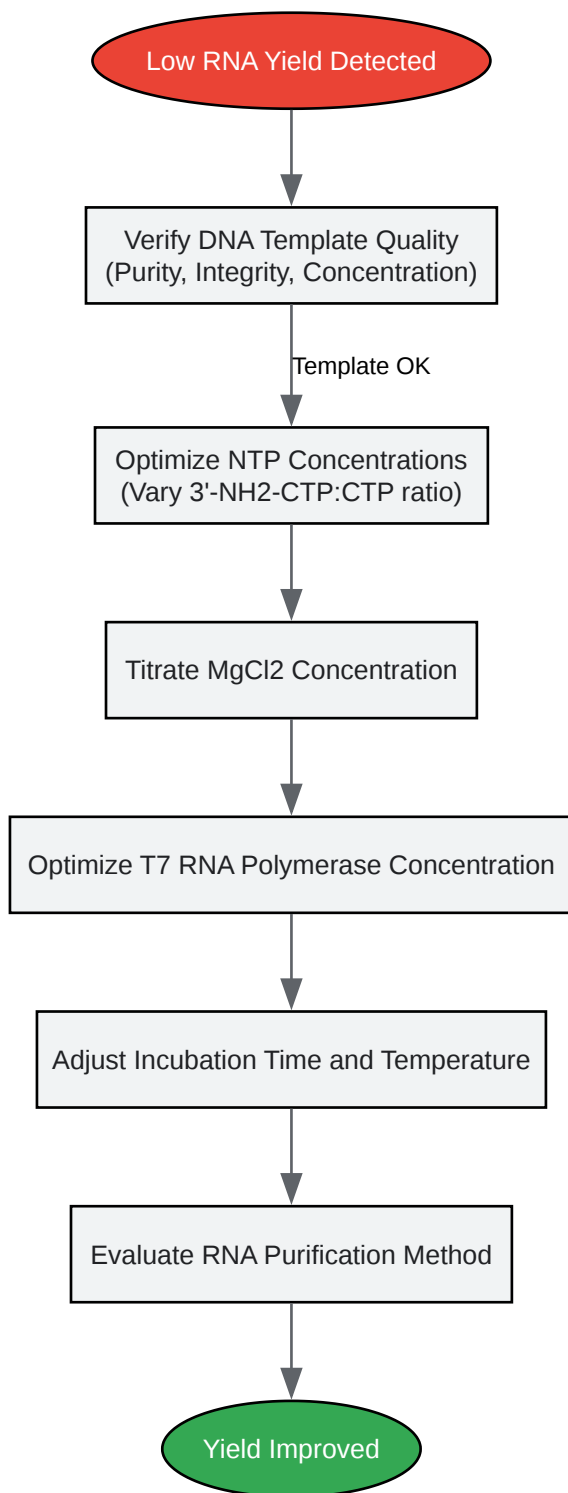 Low RNA Yield Detected
Verify DNA Template Quality
(Purity, Integrity, Concentration)
Template OK
Optimize NTP Concentrations
(Vary 3'-NH2-CTP:CTP ratio)
Titrate MgCl2 Concentration
Optimize T7 RNA Polymerase Concentration
Adjust Incubation Time and Temperature
Evaluate RNA Purification Method
Yield Improved